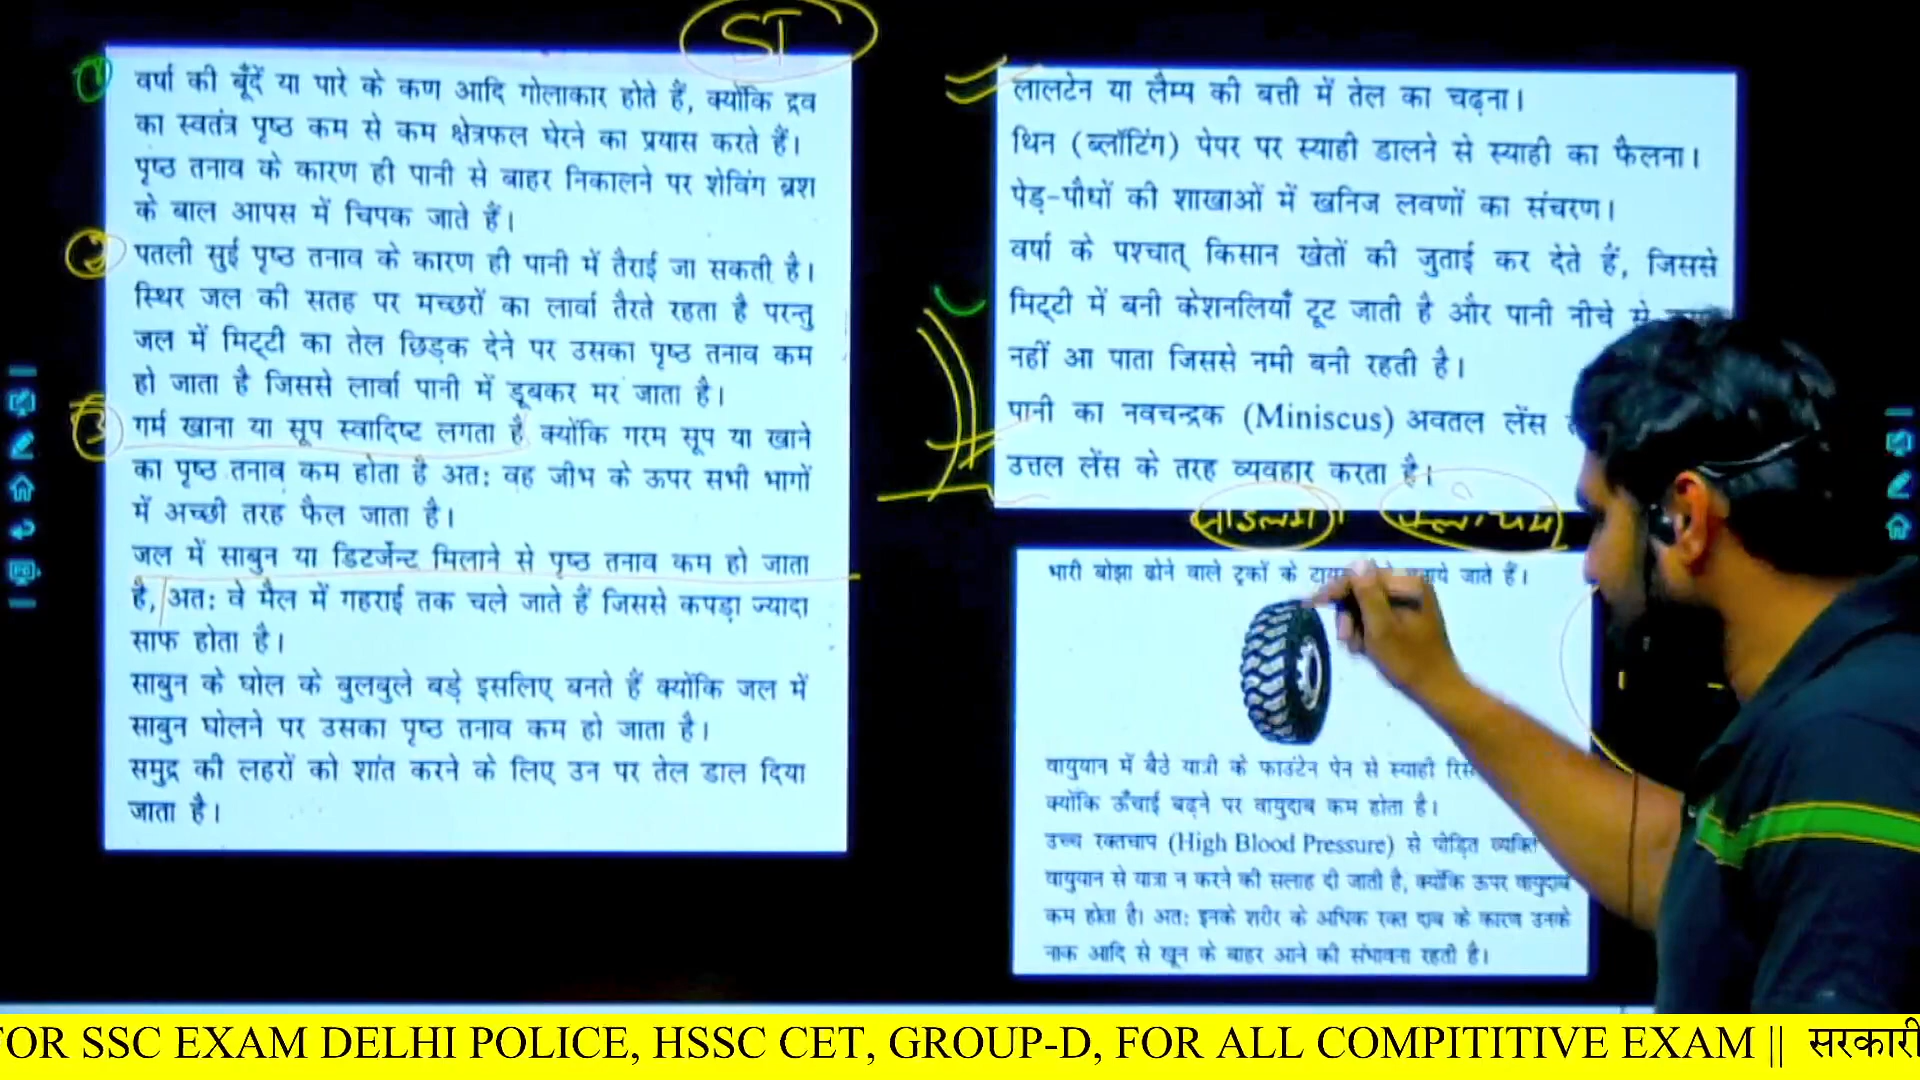 ST
① वर्षा की बूँदें या पारे के कण आदि गोलाकार होते हैं, क्योंकि द्रव
का स्वतंत्र पृष्ठ कम से कम क्षेत्रफल घेरने का प्रयास करते हैं।
पृष्ठ तनाव के कारण ही पानी से बाहर निकालने पर शेविंग ब्रश
के बाल आपस में चिपक जाते हैं।
② पतली सुई पृष्ठ तनाव के कारण ही पानी में तैराई जा सकती है।
स्थिर जल की सतह पर मच्छरों का लार्वा तैरते रहता है परन्तु
जल में मिट्टी का तेल छिड़क देने पर उसका पृष्ठ तनाव कम
हो जाता है जिससे लार्वा पानी में डूबकर मर जाता है।
③ गर्म खाना या सूप स्वादिष्ट लगता है क्योंकि गरम सूप या खाने
का पृष्ठ तनाव कम होता है अतः वह जीभ के ऊपर सभी भागों
में अच्छी तरह फैल जाता है।
जल में साबुन या डिटर्जेन्ट मिलाने से पृष्ठ तनाव कम हो जाता
है, अतः वे मैल में गहराई तक चले जाते हैं जिससे कपड़ा ज्यादा
साफ होता है।
साबुन के घोल के बुलबुले बड़े इसलिए बनते हैं क्योंकि जल में
साबुन घोलने पर उसका पृष्ठ तनाव कम हो जाता है।
समुद्र की लहरों को शांत करने के लिए उन पर तेल डाल दिया
जाता है।
लालटेन या लैम्प की बत्ती में तेल का चढ़ना।
थिन (ब्लॉटिंग) पेपर पर स्याही डालने से स्याही का फैलना।
पेड़-पौधों की शाखाओं में खनिज लवणों का संचरण।
वर्षा के पश्चात् किसान खेतों की जुताई कर देते हैं, जिससे
मिट्टी में बनी केशनलियाँ टूट जाती है और पानी नीचे से
नहीं आ पाता जिससे नमी बनी रहती है।
पानी का नवचन्द्रक (Miniscus) अवतल लेंस
उत्तल लेंस के तरह व्यवहार करता है।
भारी बोझा ढोने वाले ट्रकों के जाते हैं।
वायुयान में बैठे यात्री के फाउंटेन पेन से स्याही
क्योंकि ऊँचाई बढ़ने पर वायुदाब कम होता है।
उच्च रक्तचाप (High Blood Pressure) से पीड़ित व्यक्ति
वायुयान से यात्रा न करने की सलाह दी जाती है, क्योंकि ऊपर वायुदाब
कम होता है। अतः इनके शरीर के अधिक रक्त दाब के कारण उनके
नाक आदि से खून के बाहर आने की संभावना रहती है।
FOR SSC EXAM DELHI POLICE, HSSC CET, GROUP-D, FOR ALL COMPITITIVE EXAM || सरकारी